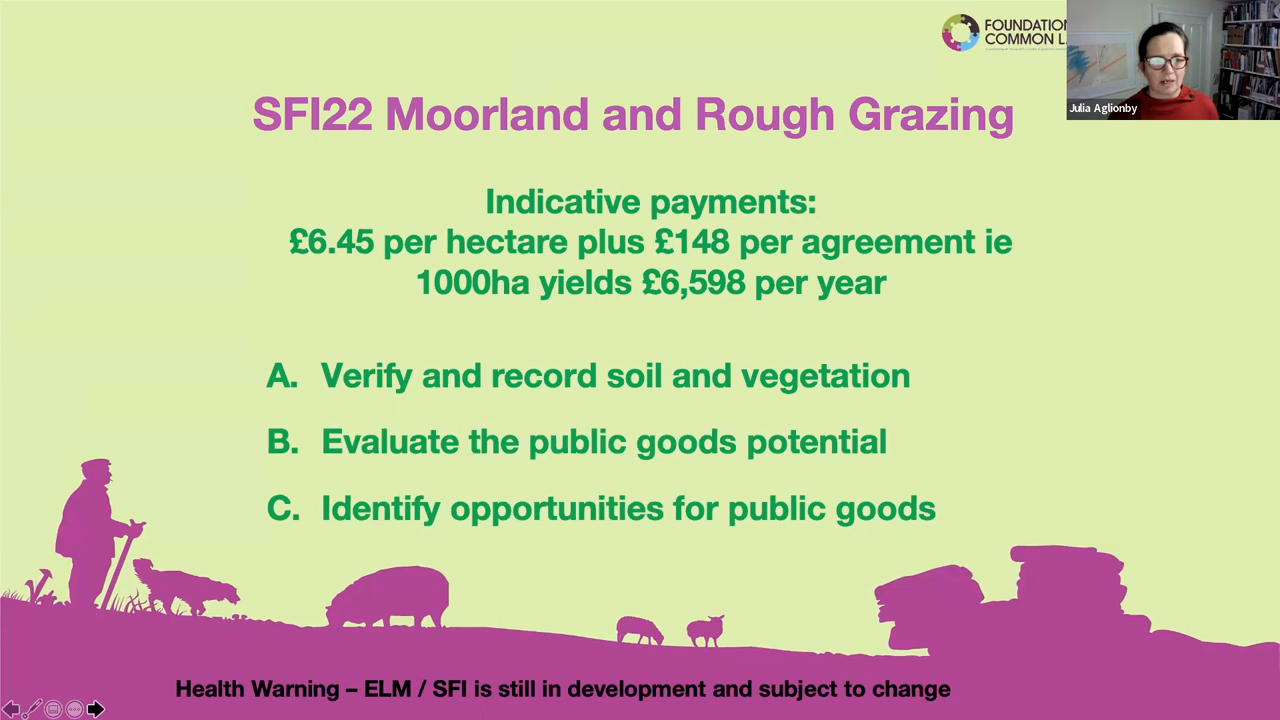 FOUNDATION
COMMON L
Julia Aglionby
SFI22 Moorland and Rough Grazing
Indicative payments:
£6.45 per hectare plus £148 per agreement ie
1000ha yields £6,598 per year
A. Verify and record soil and vegetation
B. Evaluate the public goods potential
C. Identify opportunities for public goods
Health Warning – ELM / SFI is still in development and subject to change